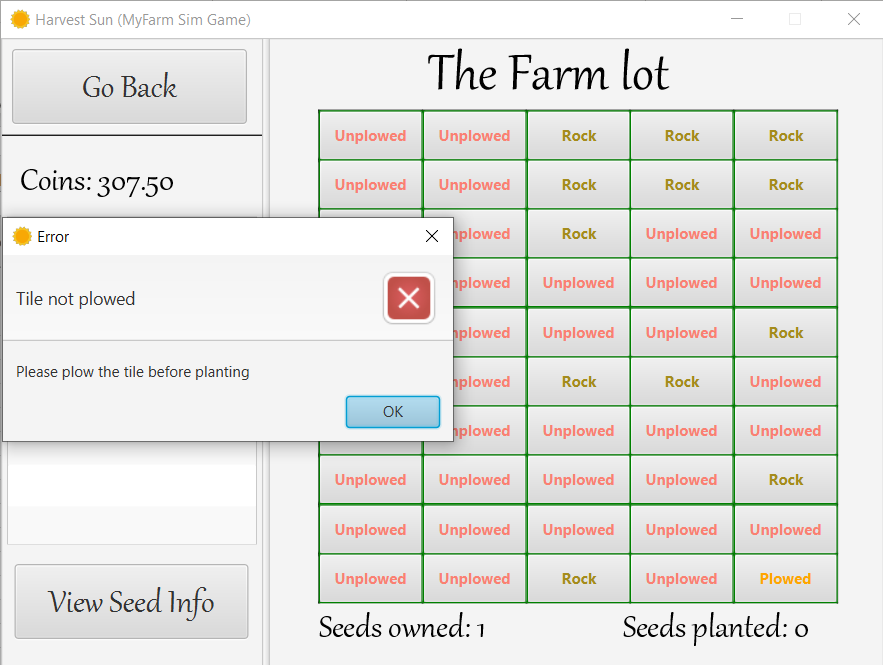 Harvest Sun (MyFarm Sim Game)
Go Back
Coins: 307.50
Error
Tile not plowed
Please plow the tile before planting
OK
View Seed Info
The Farm lot
Unplowed Unplowed Rock Rock Rock
Unplowed Unplowed Rock Rock Rock
nplowed Rock Unplowed Unplowed
nplowed Unplowed Unplowed Unplowed
nplowed Unplowed Unplowed Rock
nplowed Rock Rock Unplowed
nplowed Unplowed Unplowed Unplowed
Unplowed Unplowed Unplowed Unplowed Rock
Unplowed Unplowed Unplowed Unplowed Unplowed
Unplowed Unplowed Rock Unplowed Plowed
Seeds owned: 1 Seeds planted: 0